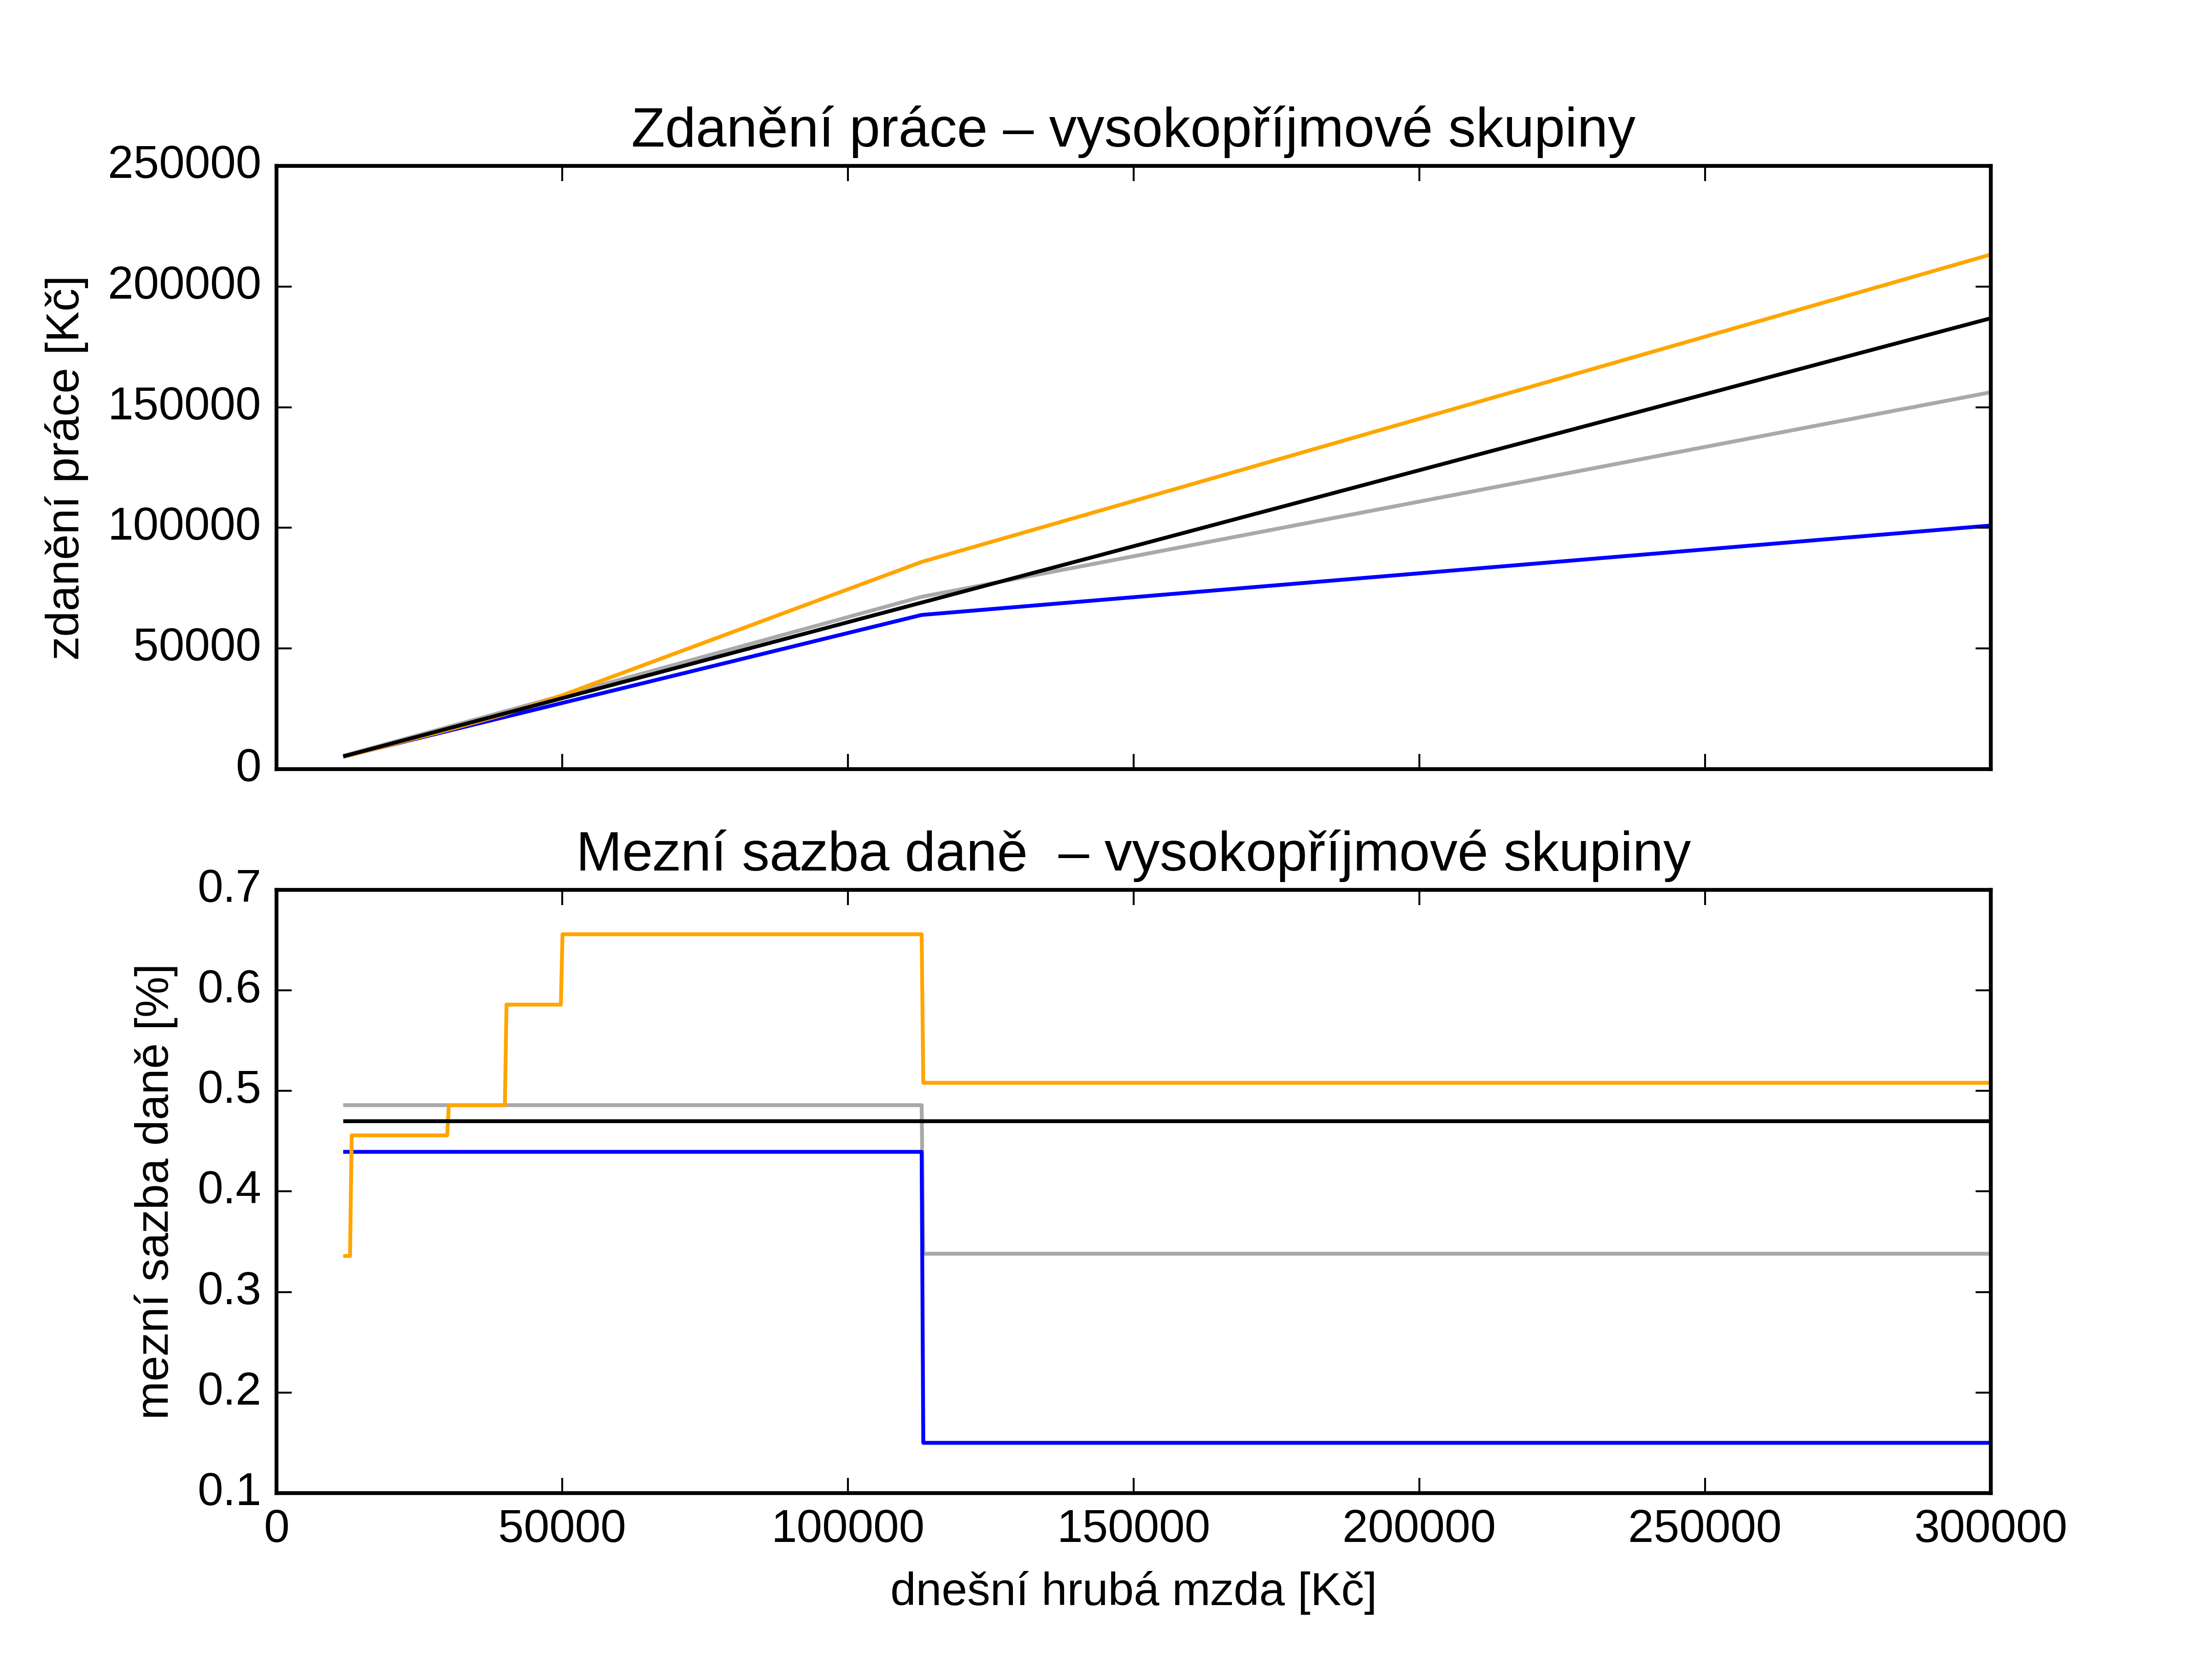 Zdanění práce – vysokopříjmové skupiny
250000
200000
150000
100000
50000
0
zdanění práce [Kč]
Mezní sazba daně  – vysokopříjmové skupiny
0.7
0.6
0.5
0.4
0.3
0.2
0.1
mezní sazba daně [%]
0 50000 100000 150000 200000 250000 300000
dnešní hrubá mzda [Kč]